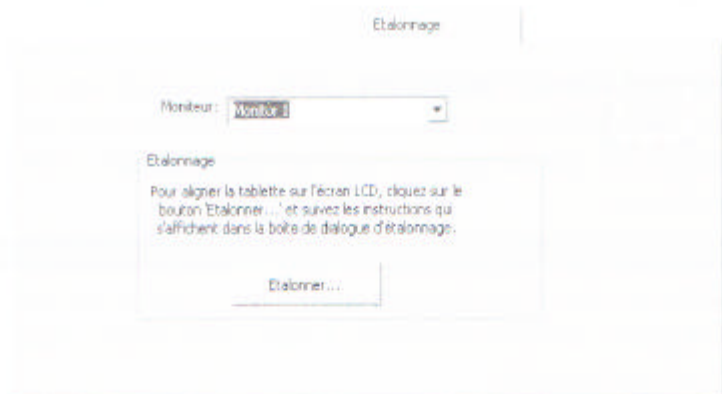 Etalonnage
Moniteur: Monitor 1
Etalonnage
Pour aligner la tablette sur l'écran LCD, cliquez sur le
bouton 'Etalonner...' et suivez les instructions qui
s'affichent dans la boîte de dialogue d'étalonnage.
Etalonner...